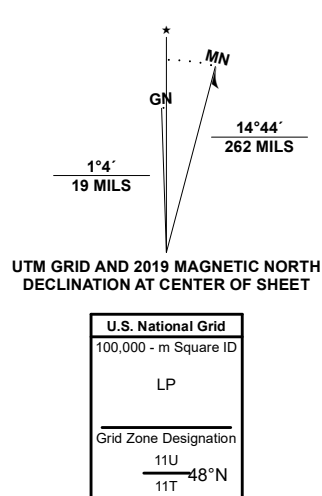 ★
MN
GN
14°44´
262 MILS
1°4´
19 MILS
UTM GRID AND 2019 MAGNETIC NORTH
DECLINATION AT CENTER OF SHEET
U.S. National Grid
100,000 - m Square ID
LP
Grid Zone Designation
11U
48°N
11T